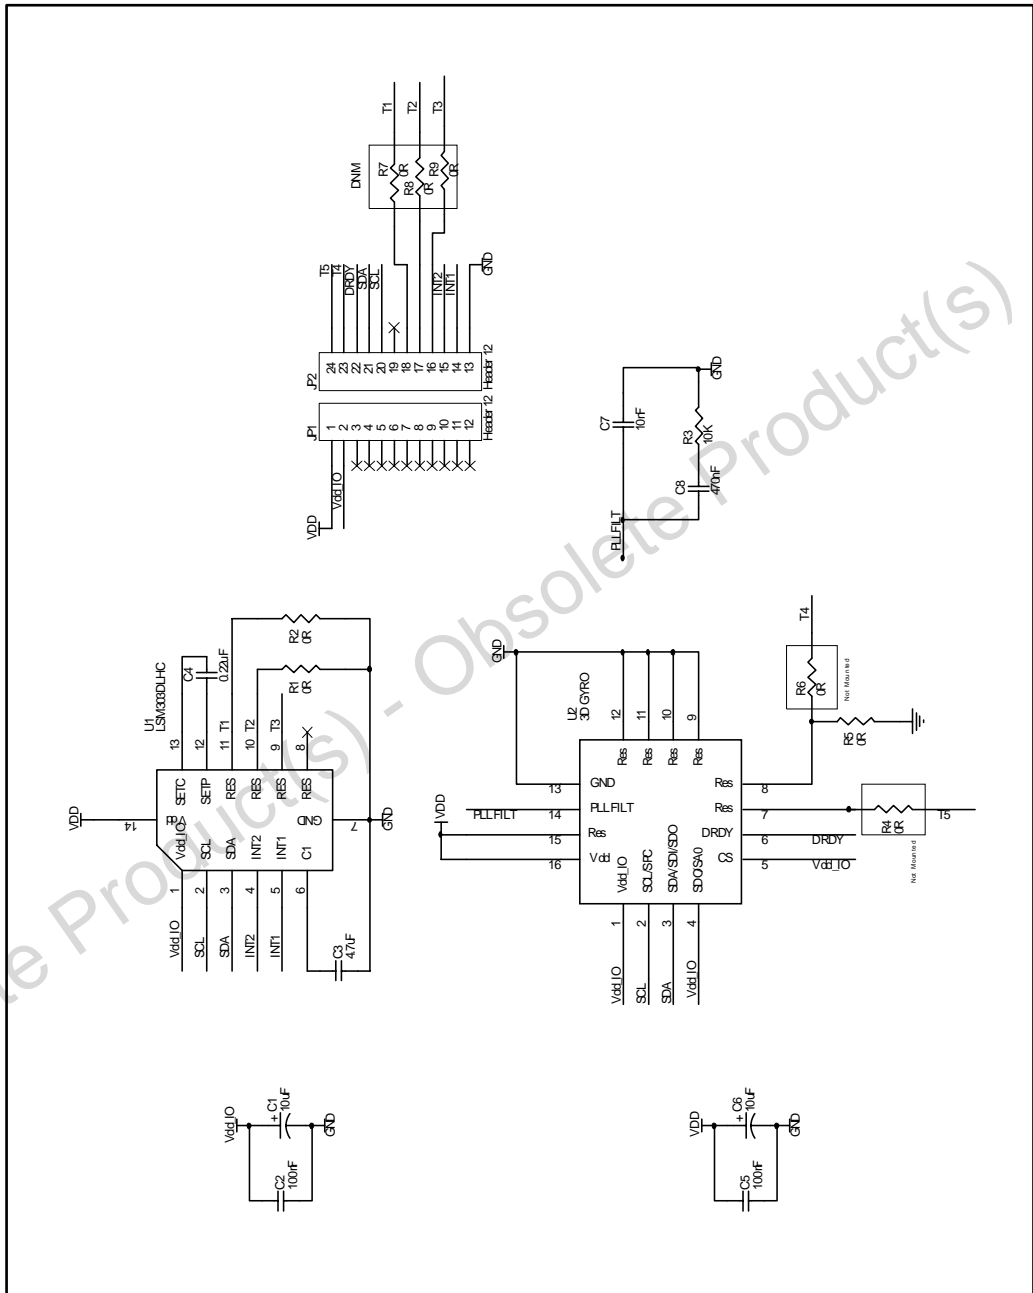 T1
T2
T3
DNM
R7
0R
R8
0R
R9
0R
T5
T4
DRDY
SDA
SCL
INT2
INT1
GND
24
23
22
21
20
19
18
17
16
15
14
13
JP2
Header 12
JP1
Header 12
1
2
3
4
5
6
7
8
9
10
11
12
VDD
Vdd_IO
C7
10nF
R3
10K
C8
470nF
GND
PLLFILT
U1
LSM303DLHC
C4
0.22uF
R2
0R
R1
0R
13
12
11
10
9
8
T1
T2
T3
VDD
14
Vdd
SETC
SETP
RES
RES
RES
RES
GND
7
GND
Vdd_IO
SCL
SDA
INT2
INT1
C1
1
2
3
4
5
6
Vdd_IO
SCL
SDA
INT2
INT1
C3
4.7uF
GND
U2
3D GYRO
12
11
10
9
Res
Res
Res
Res
VDD
PLLFILT
13
14
15
16
GND
PLLFILT
Res
Vdd
Res
Res
DRDY
CS
8
7
6
5
DRDY
Vdd_IO
T4
R6
0R
Not Mounted
R5
0R
R4
0R
T5
Not Mounted
Vdd_IO
SCL/SPC
SDA/SDI/SDO
SDO/SA0
1
2
3
4
Vdd_IO
SCL
SDA
Vdd_IO
Vdd_IO
+ C1
10uF
GND
C2
100nF
VDD
+ C6
10uF
GND
C5
100nF
te Product(s) - Obsolete Product(s)